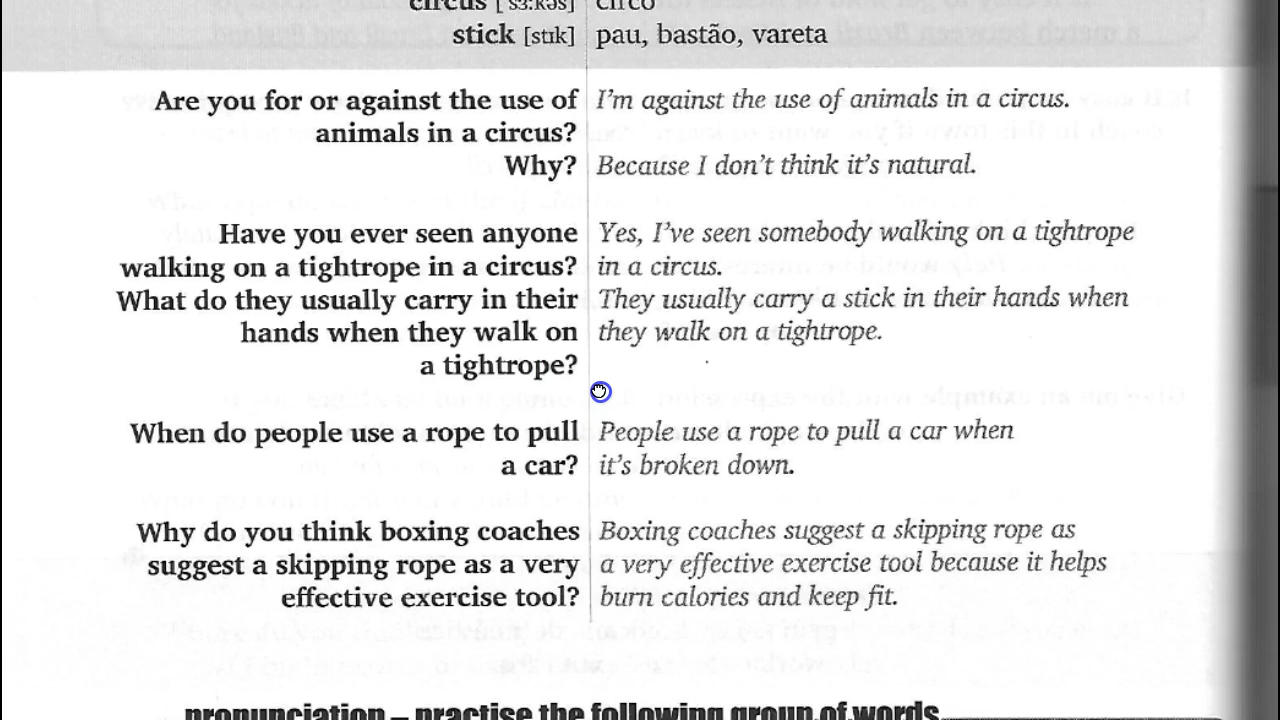 circus [ˈsɜːkəs] circo
stick [stɪk] pau, bastão, vareta
Are you for or against the use of I'm against the use of animals in a circus.
animals in a circus?
Why? Because I don't think it's natural.
Have you ever seen anyone Yes, I've seen somebody walking on a tightrope
walking on a tightrope in a circus? in a circus.
What do they usually carry in their They usually carry a stick in their hands when
hands when they walk on they walk on a tightrope.
a tightrope?
When do people use a rope to pull People use a rope to pull a car when
a car? it's broken down.
Why do you think boxing coaches Boxing coaches suggest a skipping rope as
suggest a skipping rope as a very a very effective exercise tool because it helps
effective exercise tool? burn calories and keep fit.
pronunciation – practise the following group of words